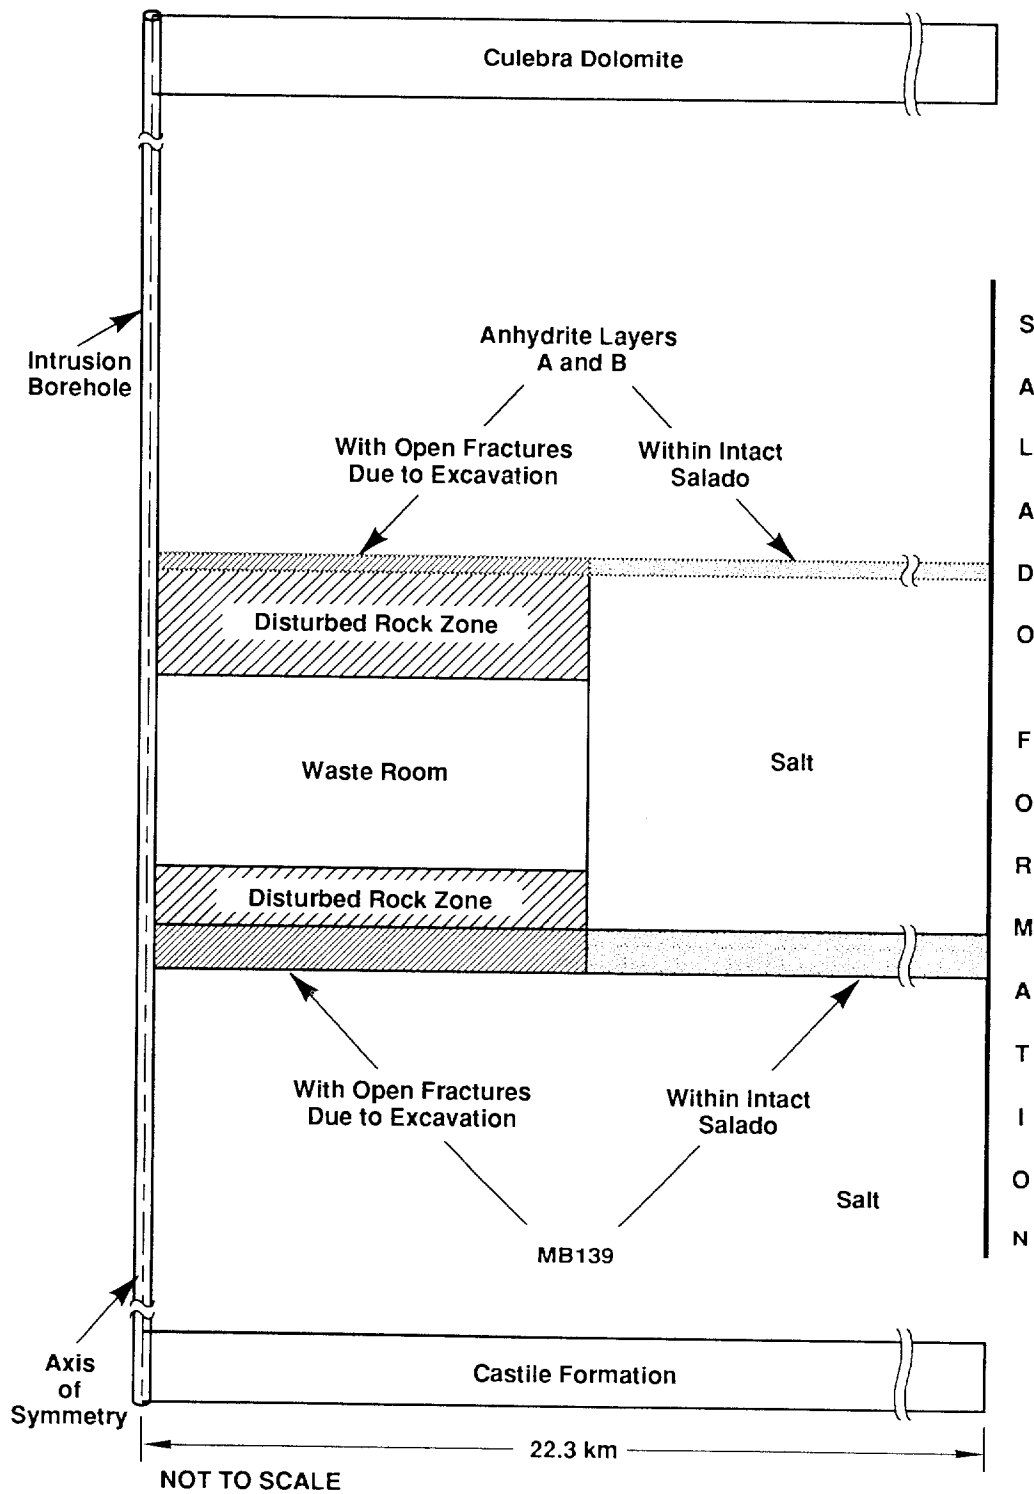 Culebra Dolomite
Intrusion
Borehole
Anhydrite Layers
A and B
With Open Fractures
Due to Excavation
Within Intact
Salado
Disturbed Rock Zone
Waste Room
Salt
Disturbed Rock Zone
With Open Fractures
Due to Excavation
Within Intact
Salado
Salt
MB139
SALADO FORMATION
Axis
of
Symmetry
Castile Formation
22.3 km
NOT TO SCALE